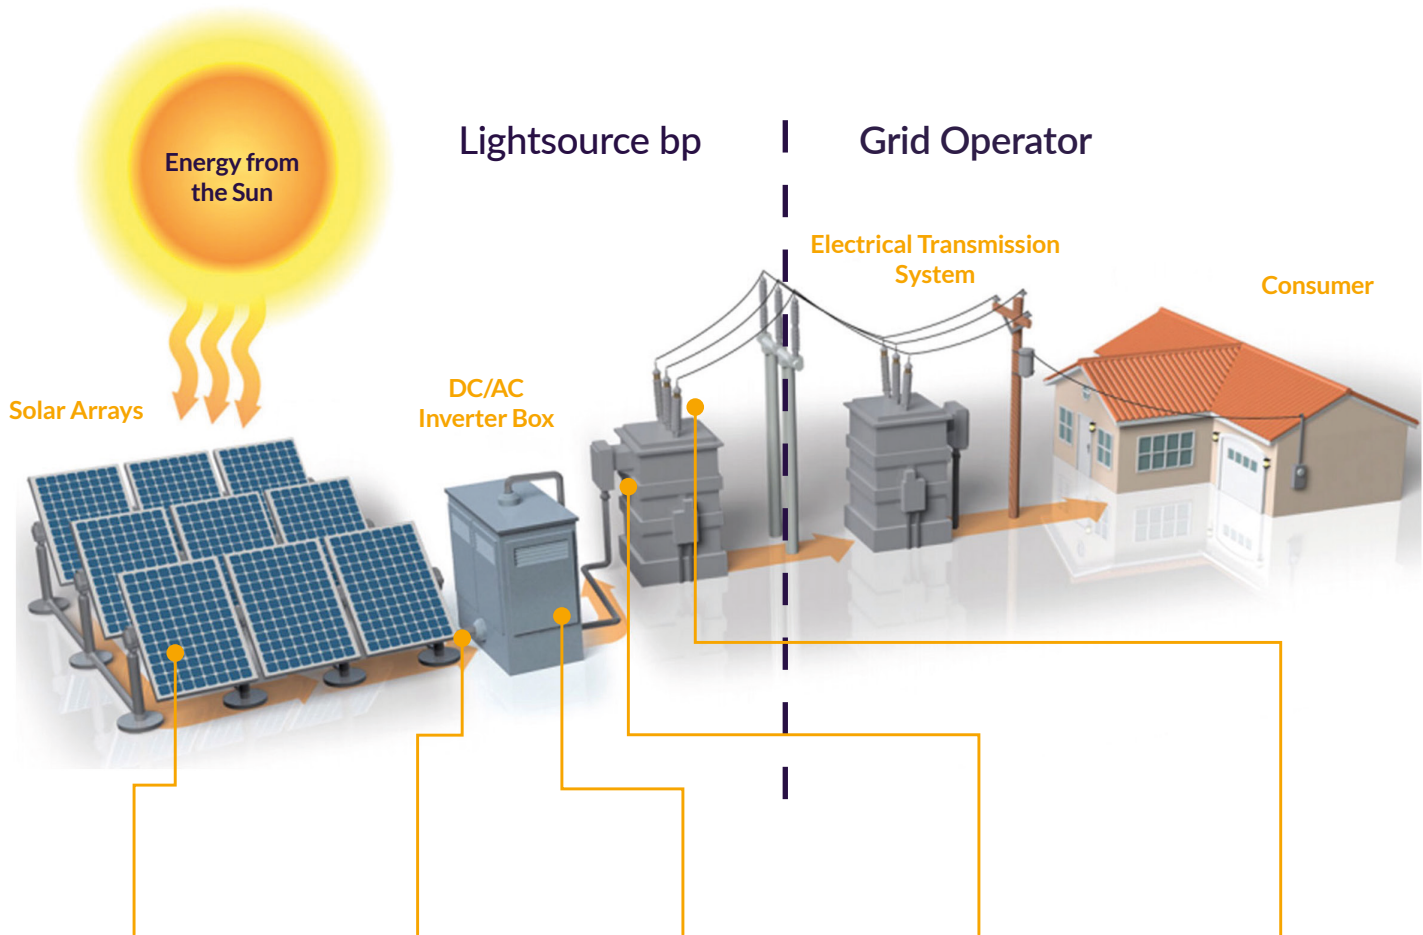 Energy from
the Sun
Lightsource bp
Grid Operator
Electrical Transmission
System
Consumer
DC/AC
Inverter Box
Solar Arrays